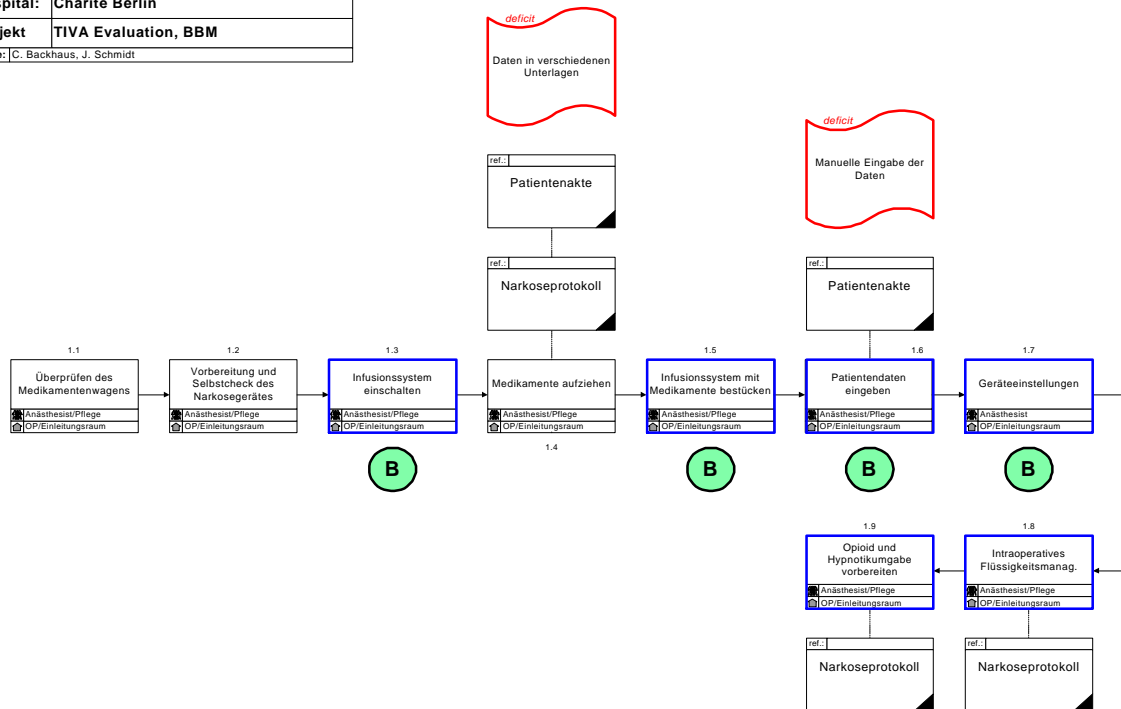 spital: Charité Berlin
jekt TIVA Evaluation, BBM
e: C. Backhaus, J. Schmidt
deficit
Daten in verschiedenen
Unterlagen
deficit
Manuelle Eingabe der
Daten
ref.:
Patientenakte
ref.:
Narkoseprotokoll
ref.:
Patientenakte
1.1
Überprüfen des
Medikamentenwagens
Anästhesist/Pflege
OP/Einleitungsraum
1.2
Vorbereitung und
Selbstcheck des
Narkosegerätes
Anästhesist/Pflege
OP/Einleitungsraum
1.3
Infusionssystem
einschalten
Anästhesist/Pflege
OP/Einleitungsraum
B
Medikamente aufziehen
Anästhesist/Pflege
OP/Einleitungsraum
1.4
1.5
Infusionssystem mit
Medikamente bestücken
Anästhesist/Pflege
OP/Einleitungsraum
B
1.6
Patientendaten
eingeben
Anästhesist/Pflege
OP/Einleitungsraum
B
1.7
Geräteeinstellungen
Anästhesist
OP/Einleitungsraum
B
1.9
Opioid und
Hypnotikumgabe
vorbereiten
Anästhesist/Pflege
OP/Einleitungsraum
1.8
Intraoperatives
Flüssigkeitsmanag.
Anästhesist/Pflege
OP/Einleitungsraum
ref.:
Narkoseprotokoll
ref.:
Narkoseprotokoll